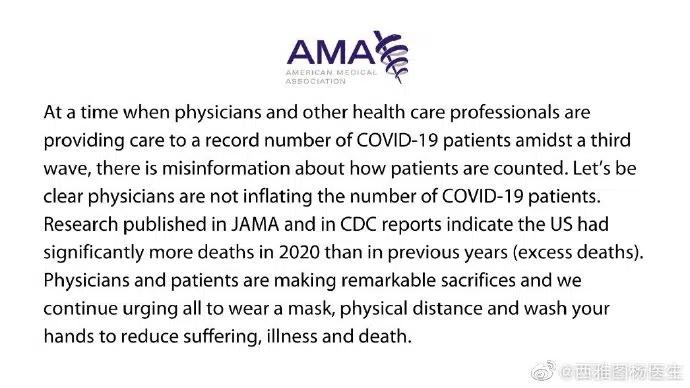 AMA
AMERICAN MEDICAL
ASSOCIATION
At a time when physicians and other health care professionals are
providing care to a record number of COVID-19 patients amidst a third
wave, there is misinformation about how patients are counted. Let's be
clear physicians are not inflating the number of COVID-19 patients.
Research published in JAMA and in CDC reports indicate the US had
significantly more deaths in 2020 than in previous years (excess deaths).
Physicians and patients are making remarkable sacrifices and we
continue urging all to wear a mask, physical distance and wash your
hands to reduce suffering, illness and death.
@西雅图杨医生